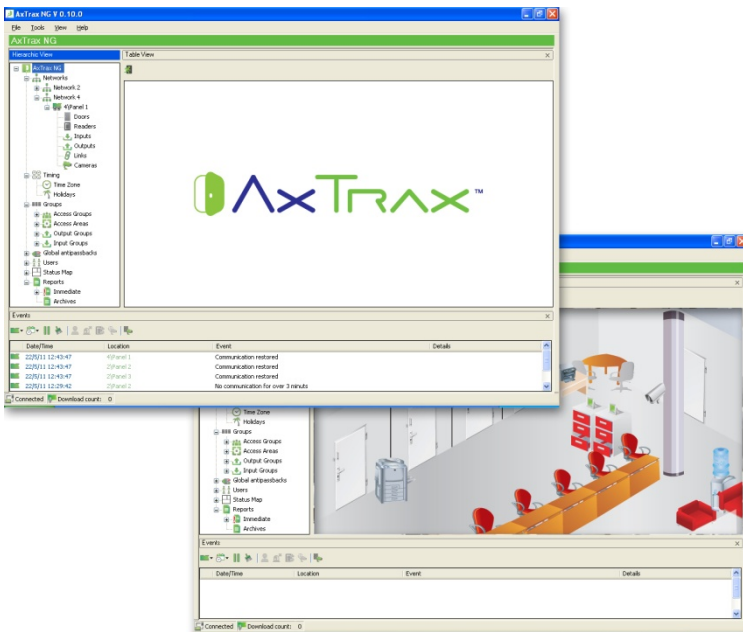 AxTrax NG V 0.10.0
File Tools View Help
AxTrax NG
Hierarchic View
Table View
AxTrax NG
Networks
Network 2
Network 4
4\Panel 1
Doors
Readers
Inputs
Outputs
Links
Cameras
Timing
Time Zone
Holidays
Groups
Access Groups
Access Areas
Output Groups
Input Groups
Global antipassbacks
Users
Status Map
Reports
Immediate
Archives
AxTrax™
Events
Date/Time Location Event Details
22/5/11 12:43:47 4\Panel 1 Communication restored
22/5/11 12:43:47 2\Panel 2 Communication restored
22/5/11 12:43:47 2\Panel 3 Communication restored
22/5/11 12:29:42 2\Panel 2 No communication for over 3 minuts
Connected Download count: 0
Time Zone
Holidays
Groups
Access Groups
Access Areas
Output Groups
Input Groups
Global antipassbacks
Users
Status Map
Reports
Immediate
Archives
Events
Date/Time Location Event Details
Connected Download count: 0